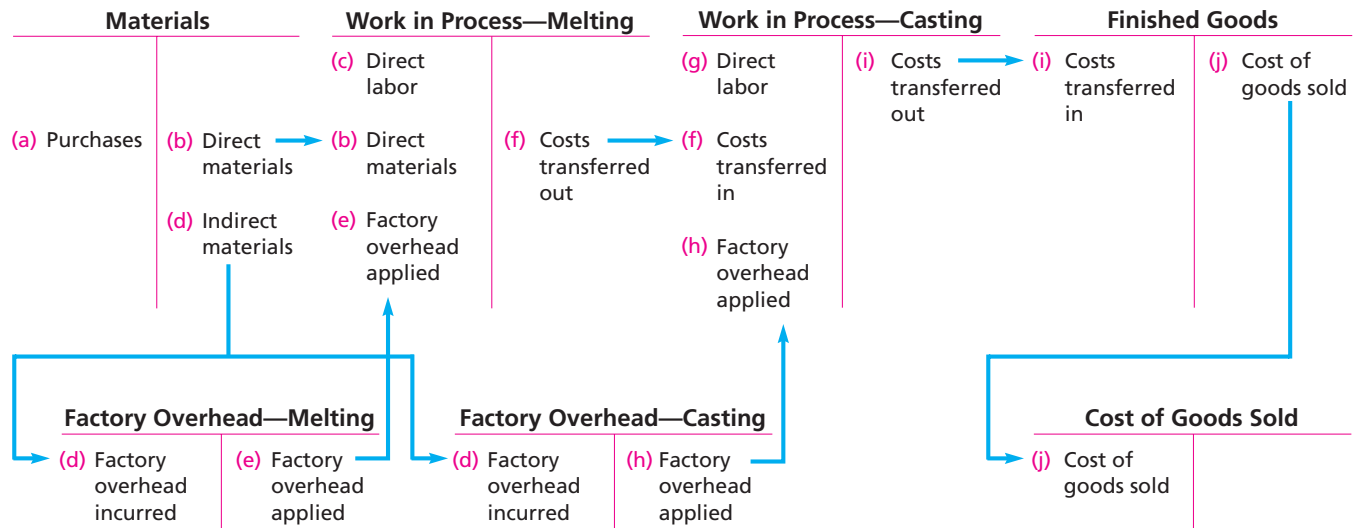 Materials
(a) Purchases
(b) Direct
materials
(d) Indirect
materials
Work in Process—Melting
(c) Direct
labor
(b) Direct
materials
(e) Factory
overhead
applied
(f) Costs
transferred
out
Work in Process—Casting
(g) Direct
labor
(f) Costs
transferred
in
(h) Factory
overhead
applied
(i) Costs
transferred
out
Finished Goods
(i) Costs
transferred
in
(j) Cost of
goods sold
Factory Overhead—Melting
(d) Factory
overhead
incurred
(e) Factory
overhead
applied
Factory Overhead—Casting
(d) Factory
overhead
incurred
(h) Factory
overhead
applied
Cost of Goods Sold
(j) Cost of
goods sold